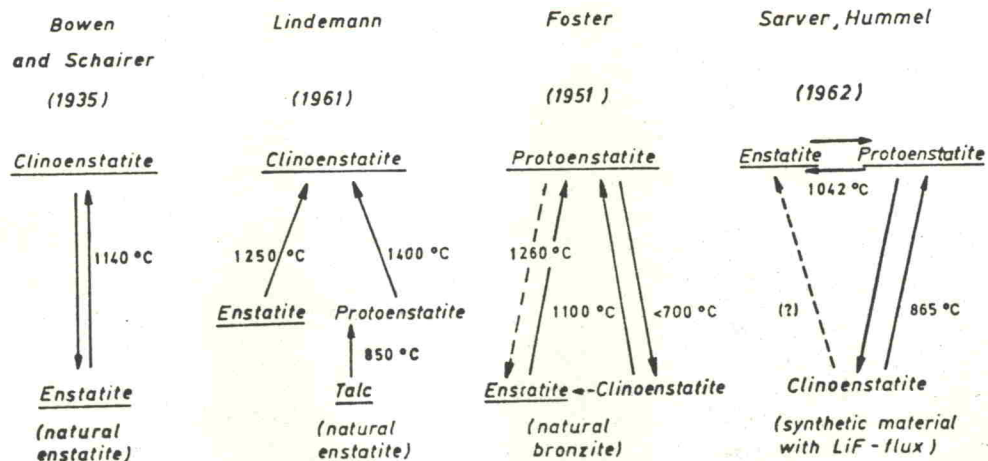 Bowen
and Schairer
(1935)
Clinoenstatite
1140 °C
Enstatite
(natural
enstatite)
Lindemann
(1961)
Clinoenstatite
1250 °C
1400 °C
Enstatite
Protoenstatite
850 °C
Talc
(natural
enstatite)
Foster
(1951)
Protoenstatite
1260 °C
1100 °C
<700 °C
Enstatite
Clinoenstatite
(natural
bronzite)
Sarver, Hummel
(1962)
Enstatite
Protoenstatite
1042 °C
(?)
865 °C
Clinoenstatite
(synthetic material
with LiF-flux)